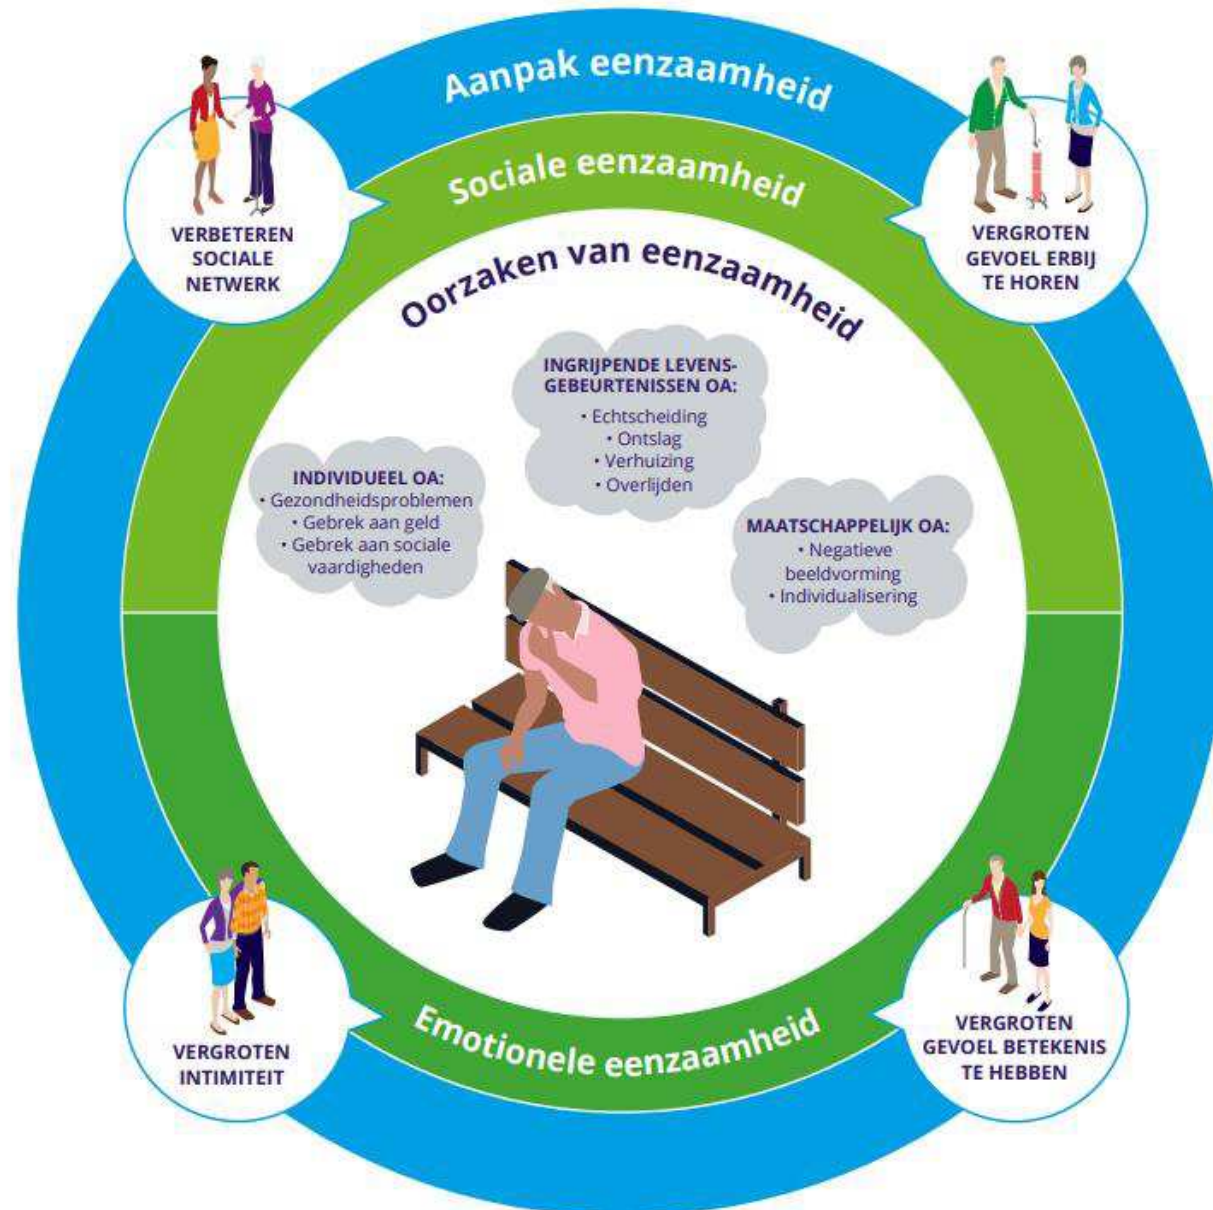 Aanpak eenzaamheid
Sociale eenzaamheid
VERBETEREN
SOCIALE
NETWERK
VERGROTEN
GEVOEL ERBIJ
TE HOREN
Oorzaken van eenzaamheid
INGRIJPENDE LEVENS-
GEBEURTENISSEN OA:
• Echtscheiding
• Ontslag
• Verhuizing
• Overlijden
INDIVIDUEEL OA:
• Gezondheidsproblemen
• Gebrek aan geld
• Gebrek aan sociale
vaardigheden
MAATSCHAPPELIJK OA:
• Negatieve
beeldvorming
• Individualisering
Emotionele eenzaamheid
VERGROTEN
INTIMITEIT
VERGROTEN
GEVOEL BETEKENIS
TE HEBBEN